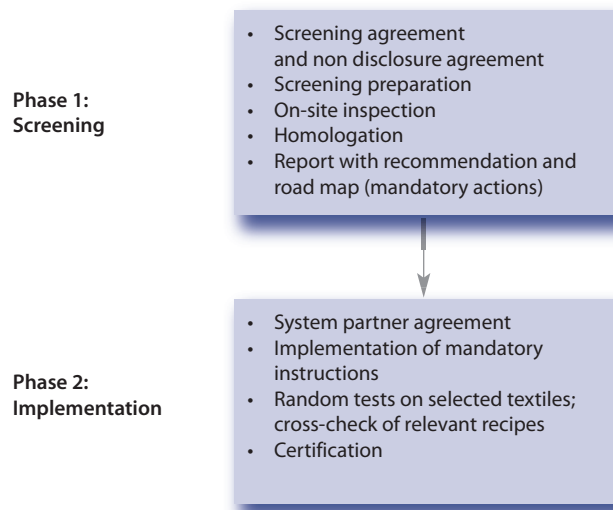 Phase 1:
Screening
• Screening agreement
and non disclosure agreement
• Screening preparation
• On-site inspection
• Homologation
• Report with recommendation and
road map (mandatory actions)
Phase 2:
Implementation
• System partner agreement
• Implementation of mandatory
instructions
• Random tests on selected textiles;
cross-check of relevant recipes
• Certification